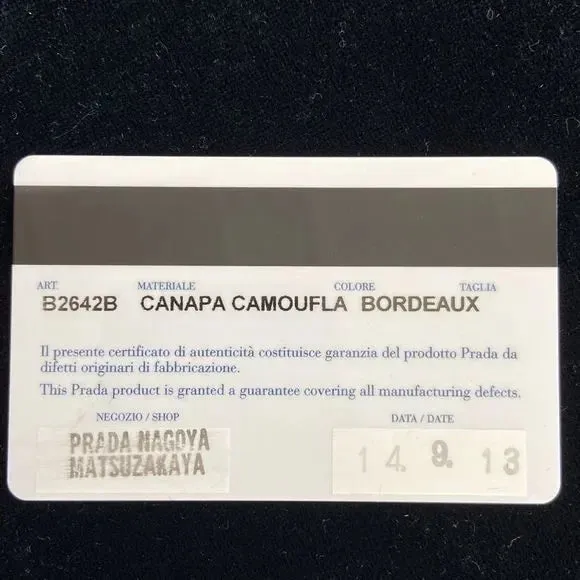 ART. MATERIALE COLORE TAGLIA
B2642B CANAPA CAMOUFLA BORDEAUX
Il presente certificato di autenticità costituisce garanzia del prodotto Prada da
difetti originari di fabbricazione.
This Prada product is granted a guarantee covering all manufacturing defects.
NEGOZIO / SHOP DATA / DATE
PRADA NAGOYA
MATSUZAKAYA
14. 9. 13